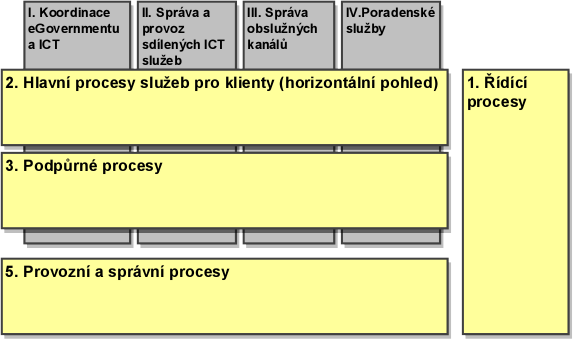 I. Koordinace
eGovernmentu
a ICT
II. Správa a
provoz
sdílených ICT
služeb
III. Správa
obslužných
kanálů
IV.Poradenské
služby
2. Hlavní procesy služeb pro klienty (horizontální pohled)
1. Řídící
procesy
3. Podpůrné procesy
5. Provozní a správní procesy